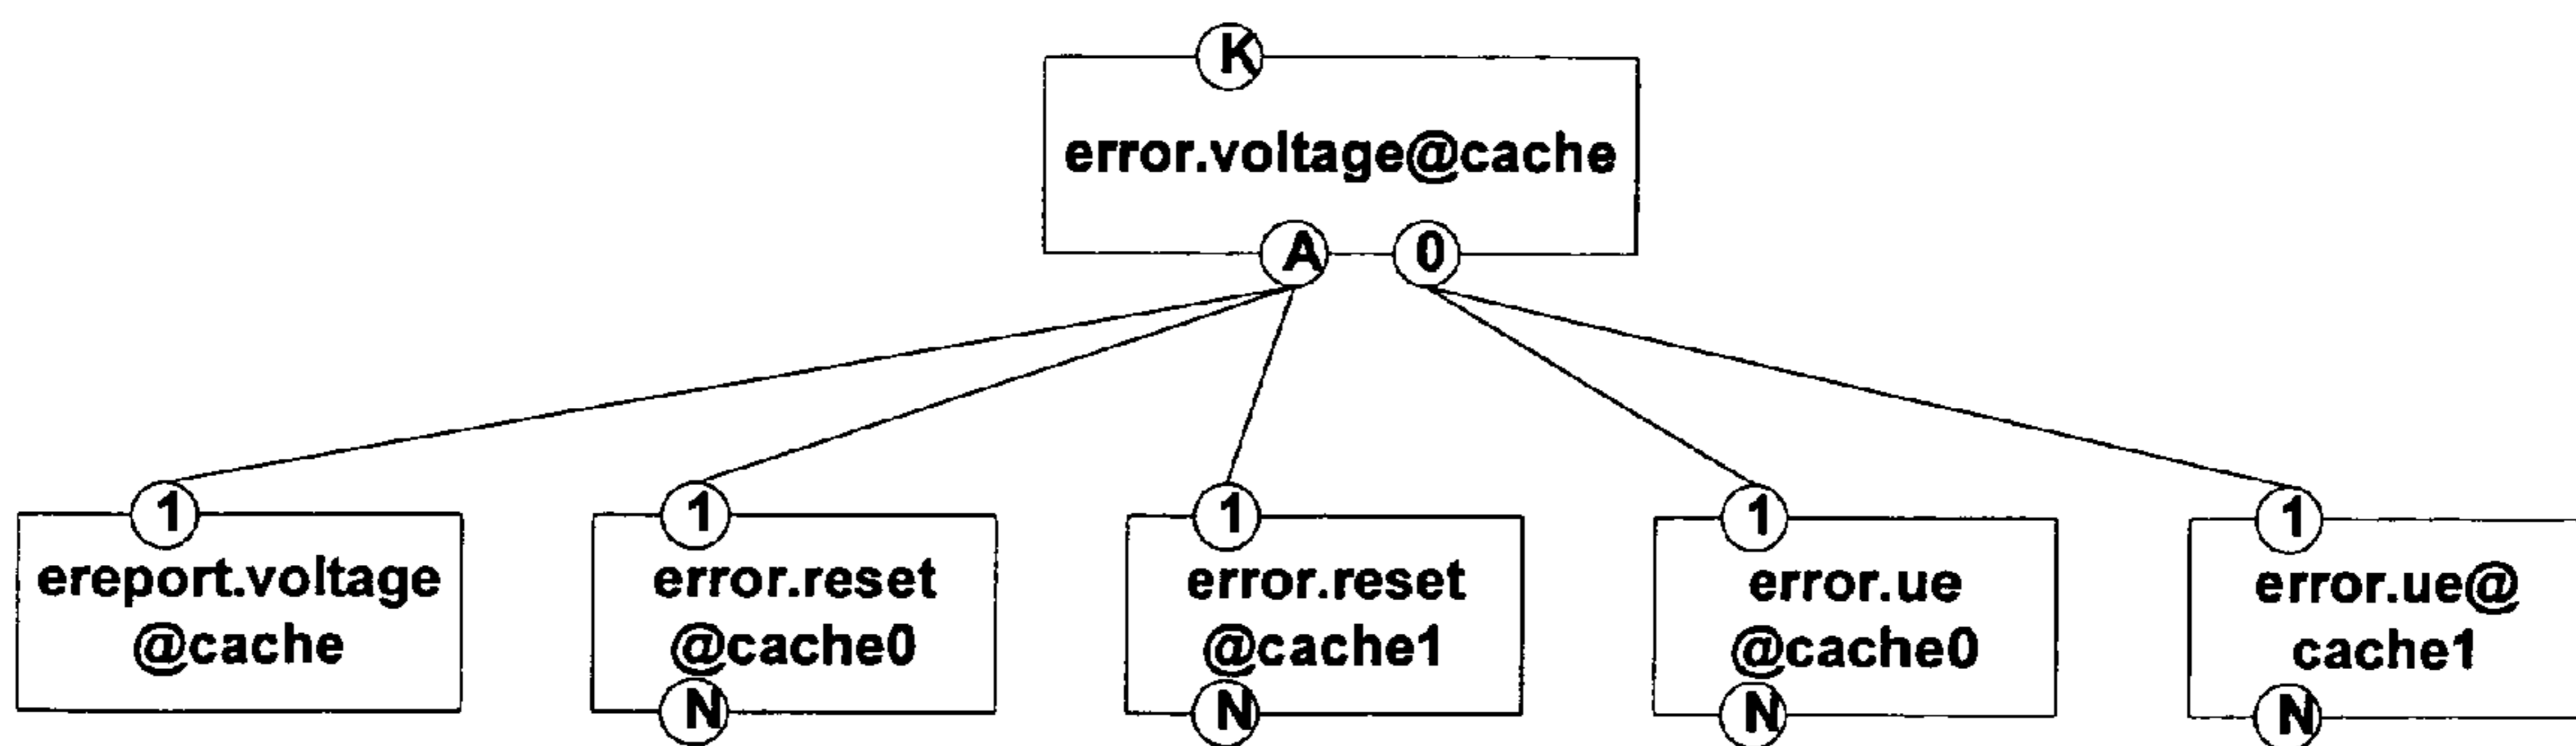 K
error.voltage@cache
A 0
1 1 1 1 1
ereport.voltage error.reset error.reset error.ue error.ue@
@cache @cache0 @cache1 @cache0 cache1
N N N N